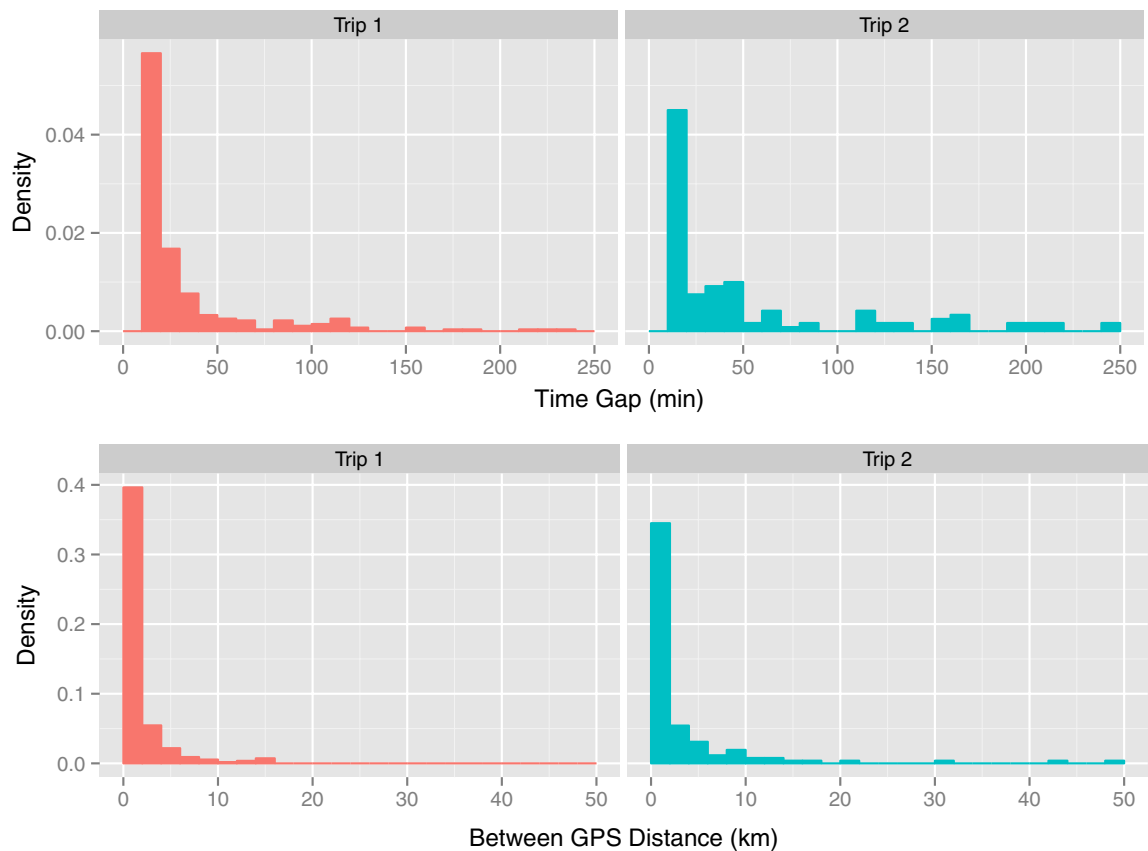 Trip 1 Trip 2
0.04
0.02
0.00
Density
0 50 100 150 200 250 0 50 100 150 200 250
Time Gap (min)
Trip 1 Trip 2
0.4
0.3
0.2
0.1
0.0
Density
0 10 20 30 40 50 0 10 20 30 40 50
Between GPS Distance (km)